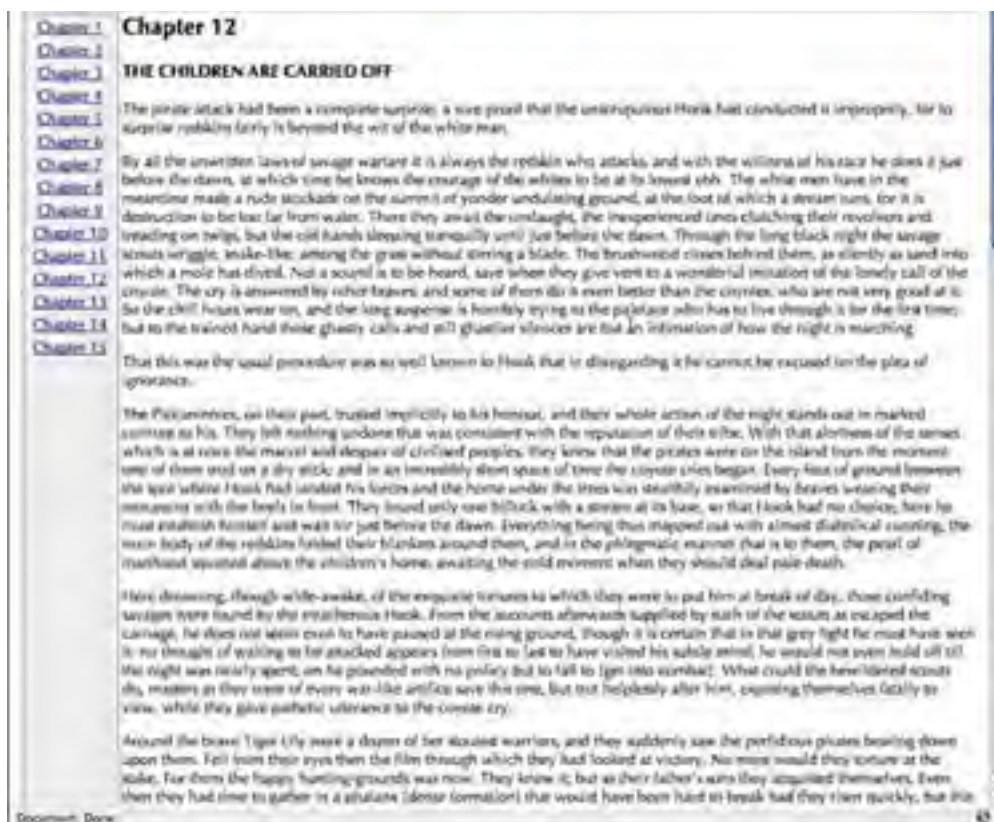 Chapter 1
Chapter 2
Chapter 3
Chapter 4
Chapter 5
Chapter 6
Chapter 7
Chapter 8
Chapter 9
Chapter 10
Chapter 11
Chapter 12
Chapter 13
Chapter 14
Chapter 15
Chapter 12
THE CHILDREN ARE CARRIED OFF
The pirate attack had been a complete surprise: a sure proof that the unscrupulous Hook had conducted it improperly, for to
surprise redskins fairly is beyond the wit of the white man.
By all the unwritten laws of savage warfare it is always the redskin who attacks, and with the wiliness of his race he does it just
before the dawn, at which time he knows the courage of the whites to be at its lowest ebb. The white men have in the
meantime made a rude stockade on the summit of yonder undulating ground, at the foot of which a stream runs, for it is
destruction to be too far from water. There they await the onslaught, the inexperienced ones clutching their revolvers and
treading on twigs, but the old hands sleeping tranquilly until just before the dawn. Through the long black night the savage
scouts wriggle, snake-like, among the grass without stirring a blade. The brushwood closes behind them, as silently as sand into
which a mole has dived. Not a sound is to be heard, save when they give vent to a wonderful imitation of the lonely call of the
coyote. The cry is answered by other braves; and some of them do it even better than the coyotes, who are not very good at it.
So the chill hours wear on, and the long suspense is horribly trying to the paleface who has to live through it for the first time;
but to the trained hand those ghastly calls and still ghastlier silences are but an intimation of how the night is marching.
That this was the usual procedure was so well known to Hook that in disregarding it he cannot be excused on the plea of
ignorance.
The Piccaninnies, on their part, trusted implicitly to his honour, and their whole action of the night stands out in marked
contrast to his. They left nothing undone that was consistent with the reputation of their tribe. With that alertness of the senses
which is at once the marvel and despair of civilised peoples, they knew that the pirates were on the island from the moment
one of them trod on a dry stick; and in an incredibly short space of time the coyote cries began. Every foot of ground between
the spot where Hook had landed his forces and the home under the trees was stealthily examined by braves wearing their
mocassins with the heels in front. They found only one hillock with a stream at its base, so that Hook had no choice; here he
must establish himself and wait for just before the dawn. Everything being thus mapped out with almost diabolical cunning, the
main body of the redskins folded their blankets around them, and in the phlegmatic manner that is to them, the pearl of
manhood squatted above the children's home, awaiting the cold moment when they should deal pale death.
Here dreaming, though wide-awake, of the exquisite tortures to which they were to put him at break of day, those confiding
savages were found by the treacherous Hook. From the accounts afterwards supplied by such of the scouts as escaped the
carnage, he does not seem even to have paused at the rising ground, though it is certain that in that grey light he must have seen
it: no thought of waiting to be attacked appears from first to last to have visited his subtle mind; he would not even hold off till
the night was nearly spent; on he pounded with no policy but to fall to [get into combat]. What could the bewildered scouts
do, masters as they were of every war-like artifice save this one, but trot helplessly after him, exposing themselves fatally to
view, while they gave pathetic utterance to the coyote cry.
Around the brave Tiger Lily were a dozen of her stoutest warriors, and they suddenly saw the perfidious pirates bearing down
upon them. Fell from their eyes then the film through which they had looked at victory. No more would they torture at the
stake. For them the happy hunting-grounds was now. They knew it; but as their father's sons they acquitted themselves. Even
then they had time to gather in a phalanx [dense formation] that would have been hard to break had they risen quickly, but this
Document: Done